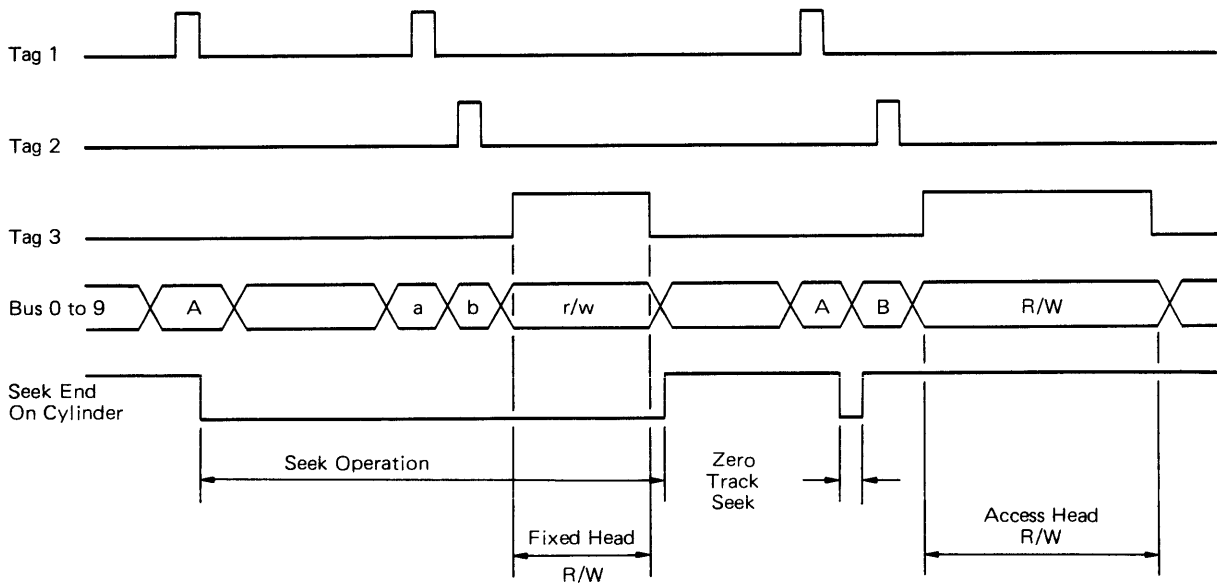 Tag 1
Tag 2
Tag 3
Bus 0 to 9
A
a
b
r/w
A
B
R/W
Seek End
On Cylinder
Seek Operation
Zero
Track
Seek
Fixed Head
R/W
Access Head
R/W